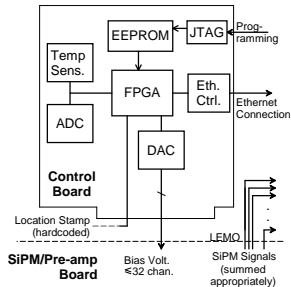 EEPROM
JTAG
Pro-
gramming
Temp
Sens.
FPGA
Eth.
Ctrl.
Ethernet
Connection
ADC
DAC
Control
Board
Location Stamp
(hardcoded)
LEMO
SiPM/Pre-amp
Board
Bias Volt.
≤32 chan.
SiPM Signals
(summed
appropriately)